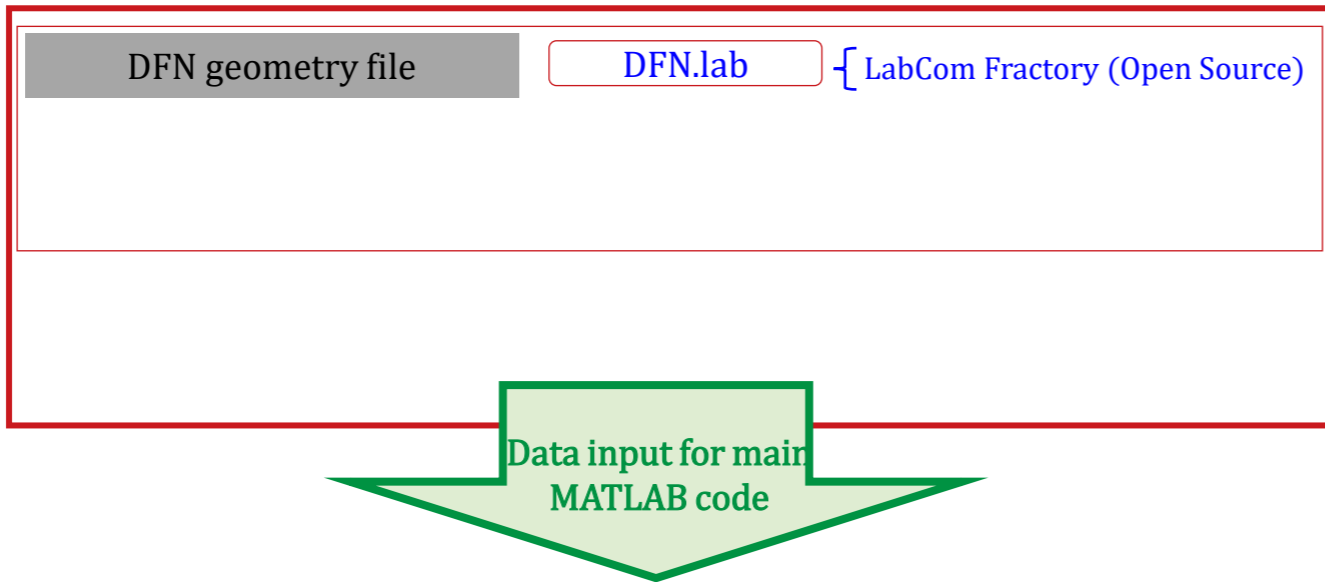 DFN geometry file
DFN.lab
LabCom Fractory (Open Source)
Data input for main
MATLAB code